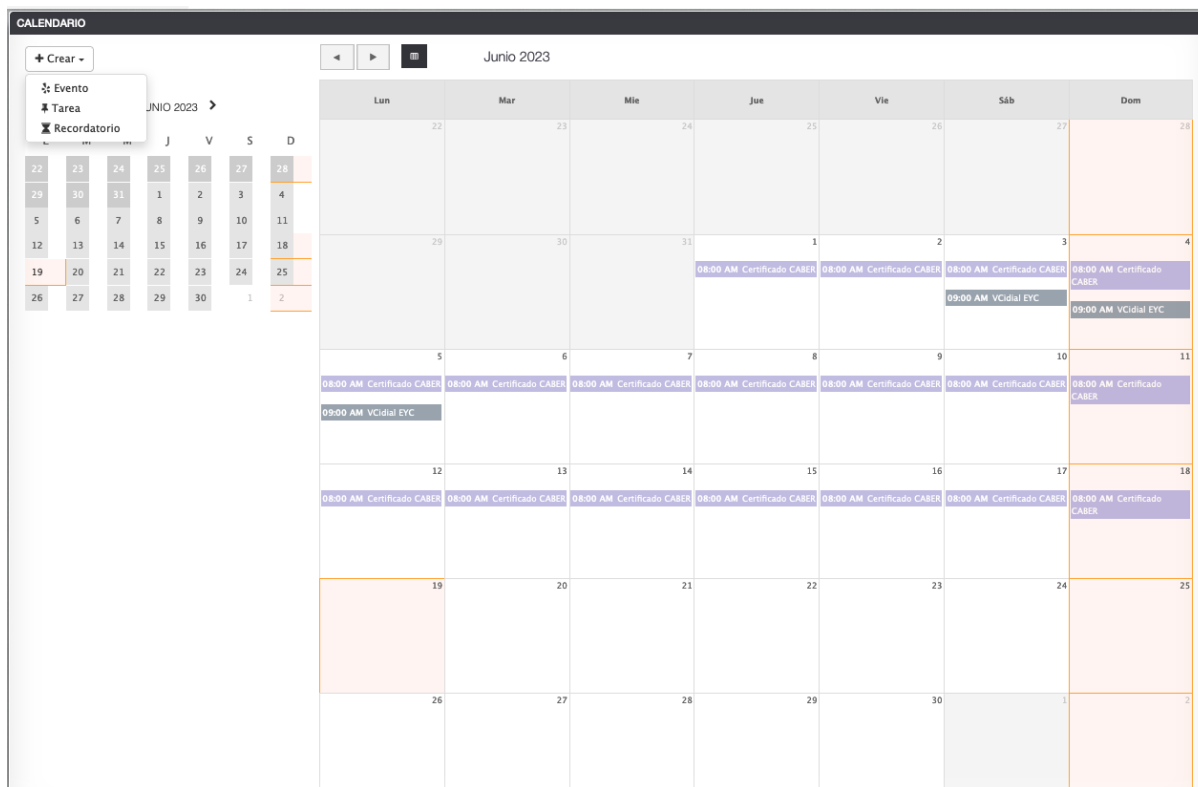 CALENDARIO
+ Crear
Junio 2023
Evento
Tarea
Recordatorio
JUNIO 2023
J V S D
22 23 24 25 26 27 28
29 30 31 1 2 3 4
5 6 7 8 9 10 11
12 13 14 15 16 17 18
19 20 21 22 23 24 25
26 27 28 29 30 1 2
Lun Mar Mie Jue Vie Sáb Dom
22 23 24 25 26 27 28
29 30 31 1 2 3 4
08:00 AM Certificado CABER 08:00 AM Certificado CABER 08:00 AM Certificado CABER 08:00 AM Certificado
CABER
09:00 AM VCidial EYC
09:00 AM VCidial EYC
5 6 7 8 9 10 11
08:00 AM Certificado CABER 08:00 AM Certificado CABER 08:00 AM Certificado CABER 08:00 AM Certificado CABER 08:00 AM Certificado CABER 08:00 AM Certificado CABER 08:00 AM Certificado
CABER
09:00 AM VCidial EYC
12 13 14 15 16 17 18
08:00 AM Certificado CABER 08:00 AM Certificado CABER 08:00 AM Certificado CABER 08:00 AM Certificado CABER 08:00 AM Certificado CABER 08:00 AM Certificado CABER 08:00 AM Certificado
CABER
19 20 21 22 23 24 25
26 27 28 29 30 1 2